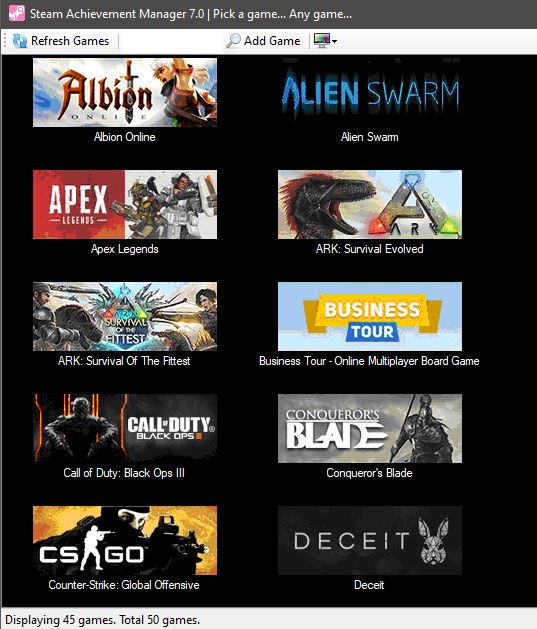 Steam Achievement Manager 7.0 | Pick a game... Any game...
Refresh Games
Add Game
Albion
ONLINE
ALIEN SWARM
Albion Online
Alien Swarm
APEX
LEGENDS
ARK
Apex Legends
ARK: Survival Evolved
ARK
SURVIVAL
OF THE
FITTEST
BUSINESS
TOUR
ARK: Survival Of The Fittest
Business Tour - Online Multiplayer Board Game
CALL OF DUTY
BLACK OPS III
CONQUEROR'S
BLADE
Call of Duty: Black Ops III
Conqueror's Blade
CS GO
DECEIT
Counter-Strike: Global Offensive
Deceit
Displaying 45 games. Total 50 games.